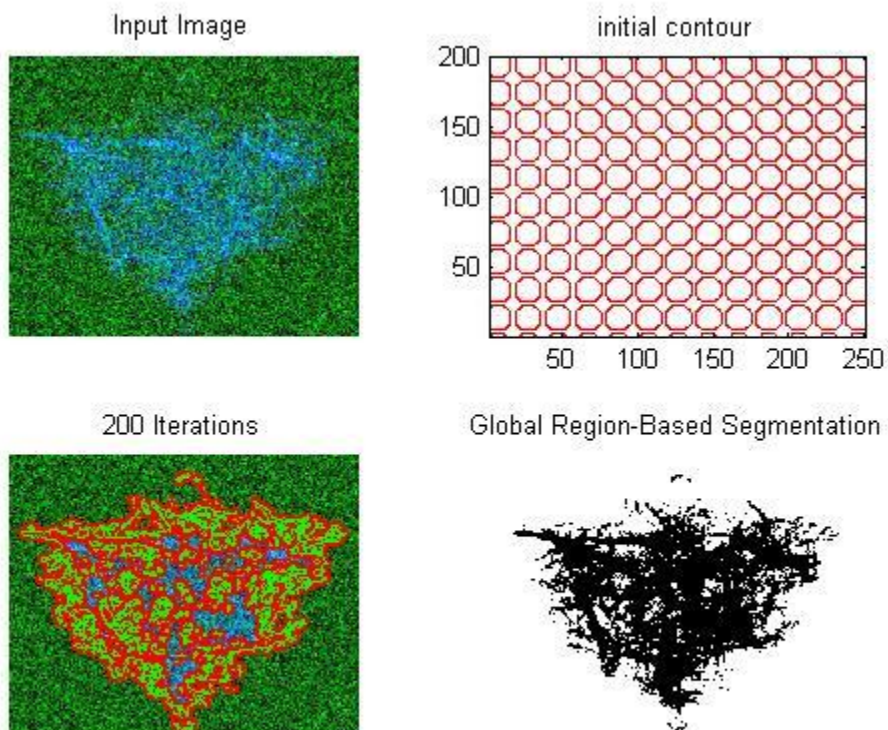 Input Image
initial contour
200
150
100
50
50 100 150 200 250
200 Iterations
Global Region-Based Segmentation